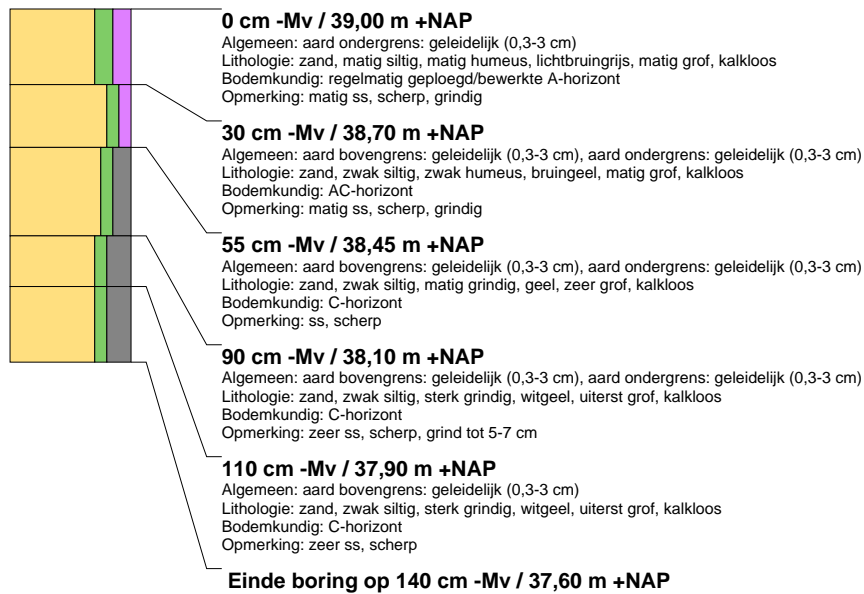 0 cm -Mv / 39,00 m +NAP
Algemeen: aard ondergrens: geleidelijk (0,3-3 cm)
Lithologie: zand, matig siltig, matig humeus, lichtbruingrijs, matig grof, kalkloos
Bodemkundig: regelmatig geploegd/bewerkte A-horizont
Opmerking: matig ss, scherp, grindig
30 cm -Mv / 38,70 m +NAP
Algemeen: aard bovengrens: geleidelijk (0,3-3 cm), aard ondergrens: geleidelijk (0,3-3 cm)
Lithologie: zand, zwak siltig, zwak humeus, bruingeel, matig grof, kalkloos
Bodemkundig: AC-horizont
Opmerking: matig ss, scherp, grindig
55 cm -Mv / 38,45 m +NAP
Algemeen: aard bovengrens: geleidelijk (0,3-3 cm), aard ondergrens: geleidelijk (0,3-3 cm)
Lithologie: zand, zwak siltig, matig grindig, geel, zeer grof, kalkloos
Bodemkundig: C-horizont
Opmerking: ss, scherp
90 cm -Mv / 38,10 m +NAP
Algemeen: aard bovengrens: geleidelijk (0,3-3 cm), aard ondergrens: geleidelijk (0,3-3 cm)
Lithologie: zand, zwak siltig, sterk grindig, witgeel, uiterst grof, kalkloos
Bodemkundig: C-horizont
Opmerking: zeer ss, scherp, grind tot 5-7 cm
110 cm -Mv / 37,90 m +NAP
Algemeen: aard bovengrens: geleidelijk (0,3-3 cm)
Lithologie: zand, zwak siltig, sterk grindig, witgeel, uiterst grof, kalkloos
Bodemkundig: C-horizont
Opmerking: zeer ss, scherp
Einde boring op 140 cm -Mv / 37,60 m +NAP